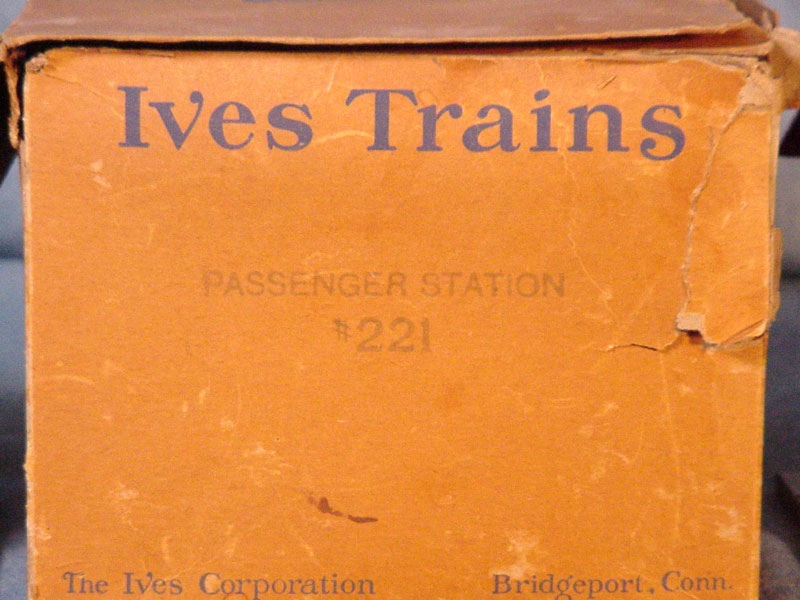 Ives Trains
PASSENGER STATION
#221
The Ives Corporation Bridgeport, Conn.